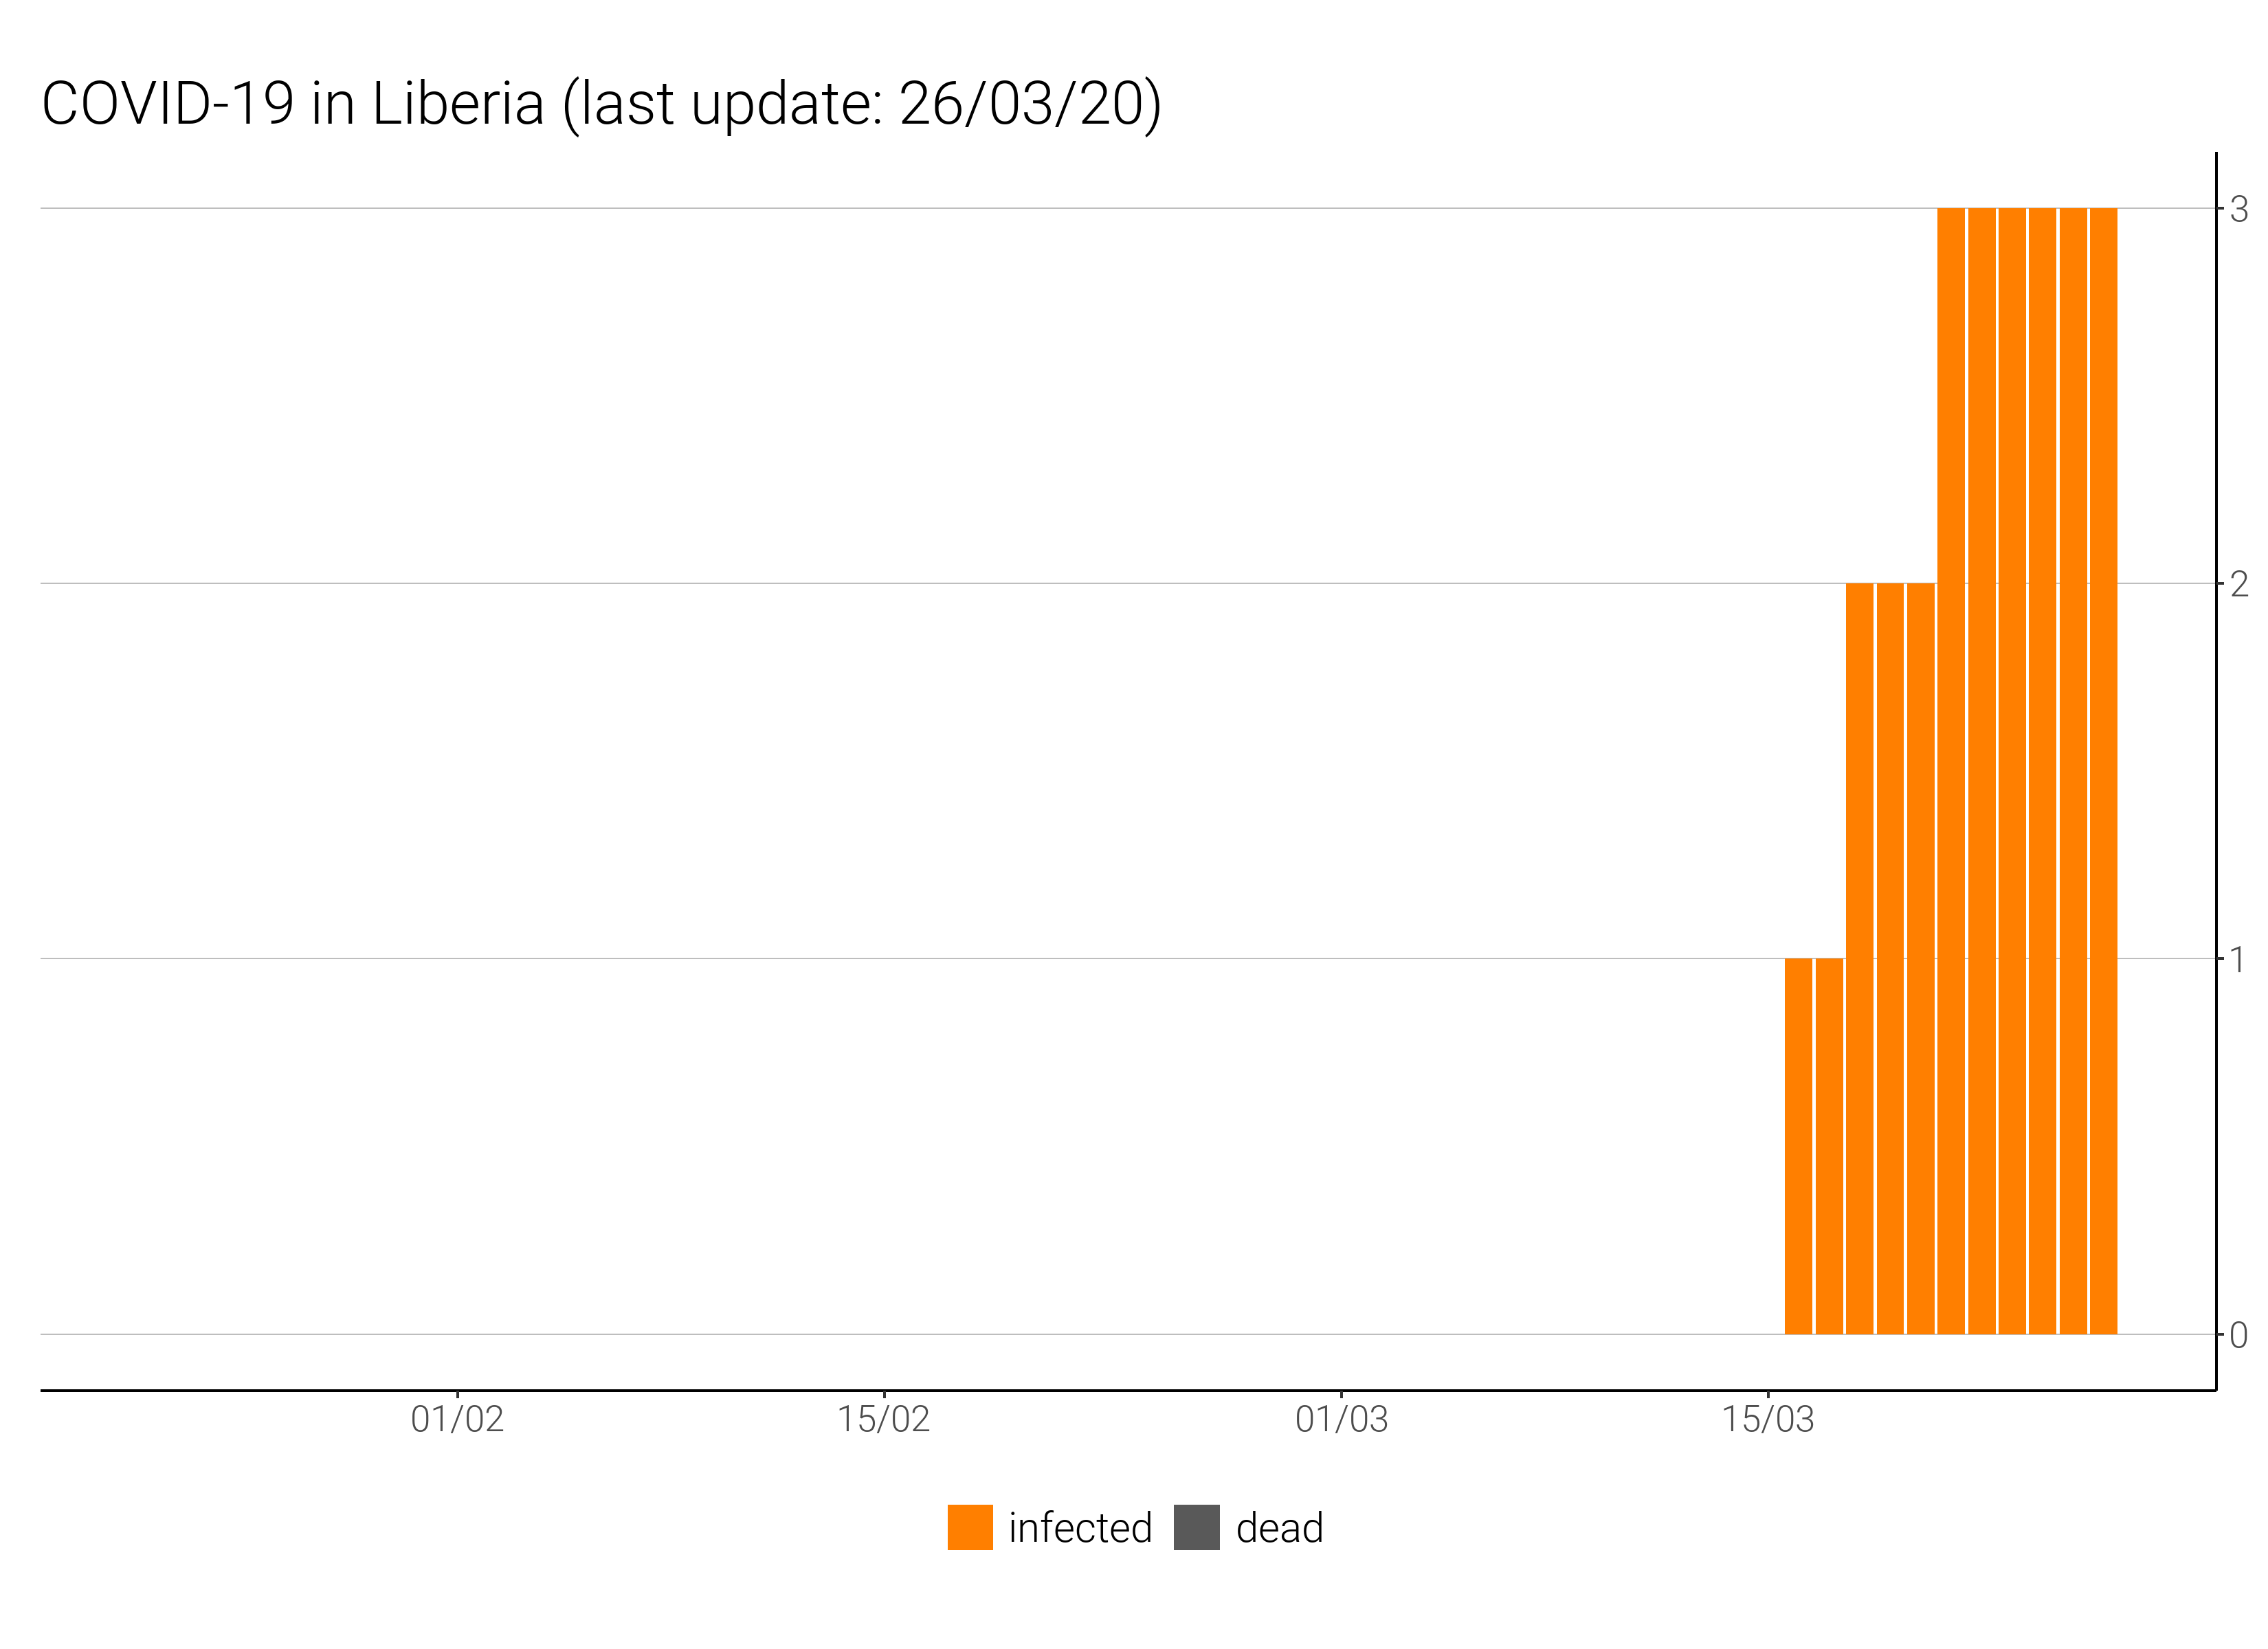 COVID-19 in Liberia (last update: 26/03/20)
3
2
1
0
01/02 15/02 01/03 15/03
infected dead